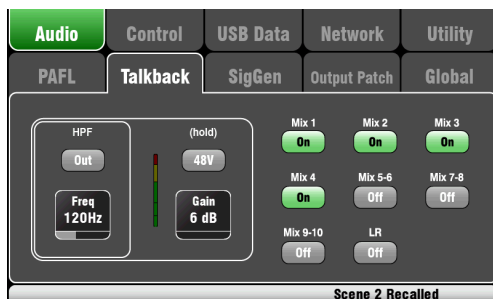 Audio Control USB Data Network Utility
PAFL Talkback SigGen Output Patch Global
HPF (hold) Mix 1 Mix 2 Mix 3
Out 48V On On On
Mix 4 Mix 5-6 Mix 7-8
Freq Gain On Off Off
120Hz 6 dB
Mix 9-10 LR
Off Off
Scene 2 Recalled